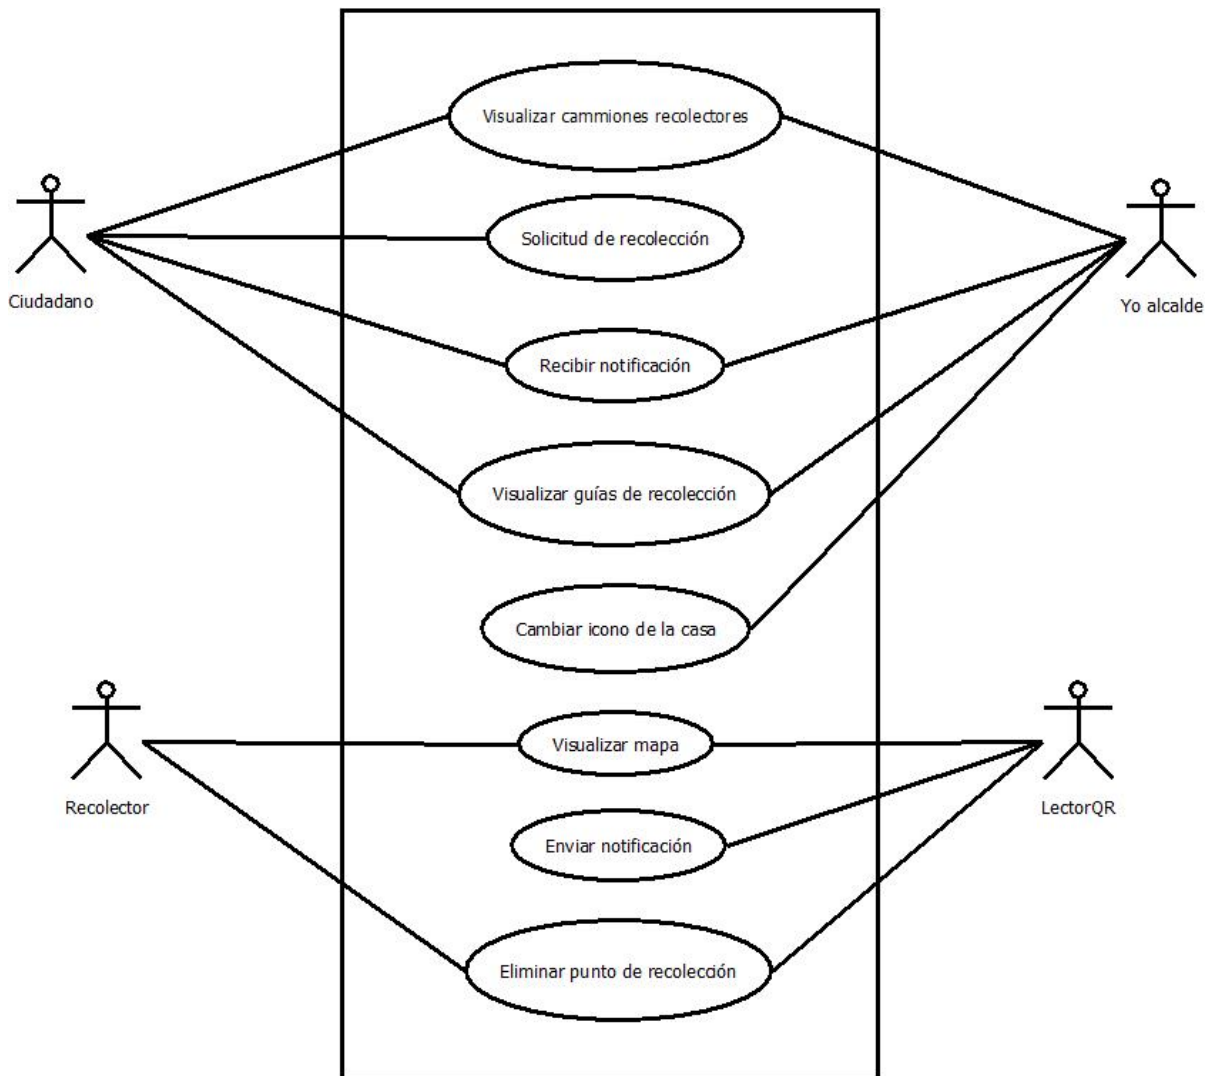 Visualizar cammiones recolectores
Solicitud de recolección
Ciudadano
Yo alcalde
Recibir notificación
Visualizar guías de recolección
Cambiar icono de la casa
Visualizar mapa
Recolector
LectorQR
Enviar notificación
Eliminar punto de recolección